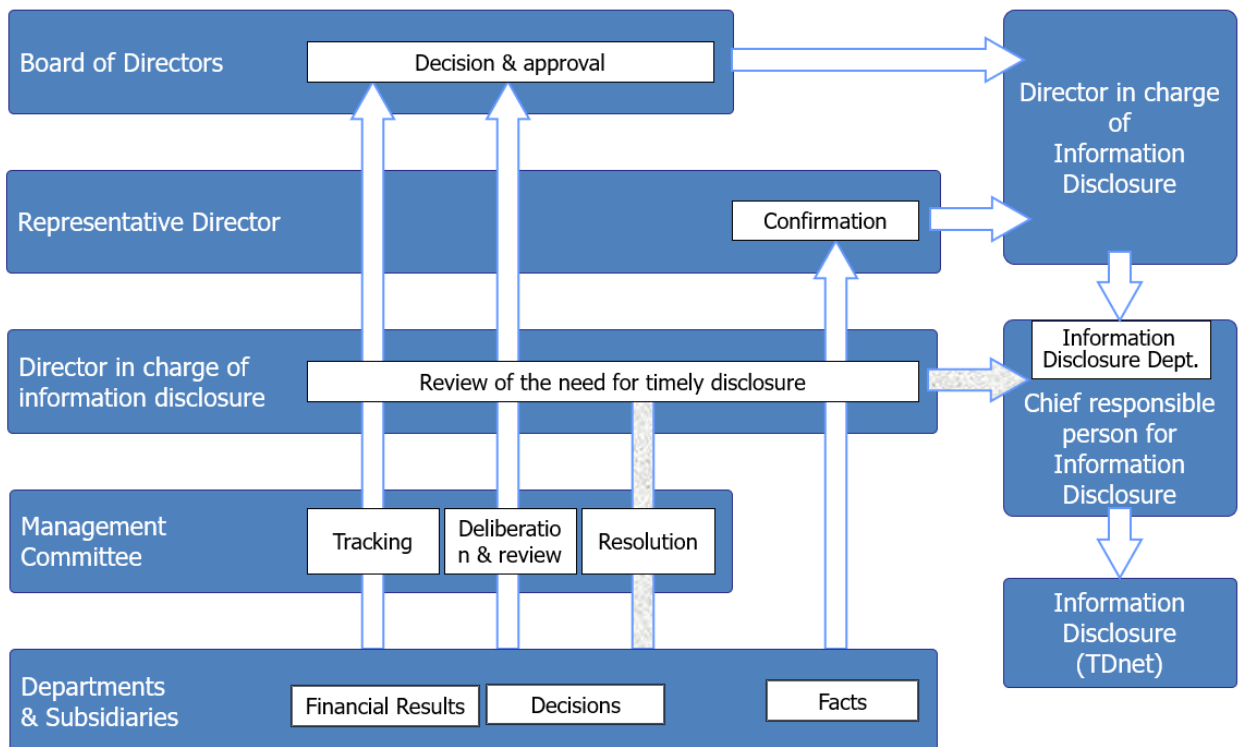 Board of Directors
Decision & approval
Director in charge
of
Information
Disclosure
Representative Director
Confirmation
Director in charge of
information disclosure
Review of the need for timely disclosure
Information
Disclosure Dept.
Chief responsible
person for
Information
Disclosure
Management
Committee
Tracking
Deliberatio
n & review
Resolution
Information
Disclosure
(TDnet)
Departments
& Subsidiaries
Financial Results
Decisions
Facts